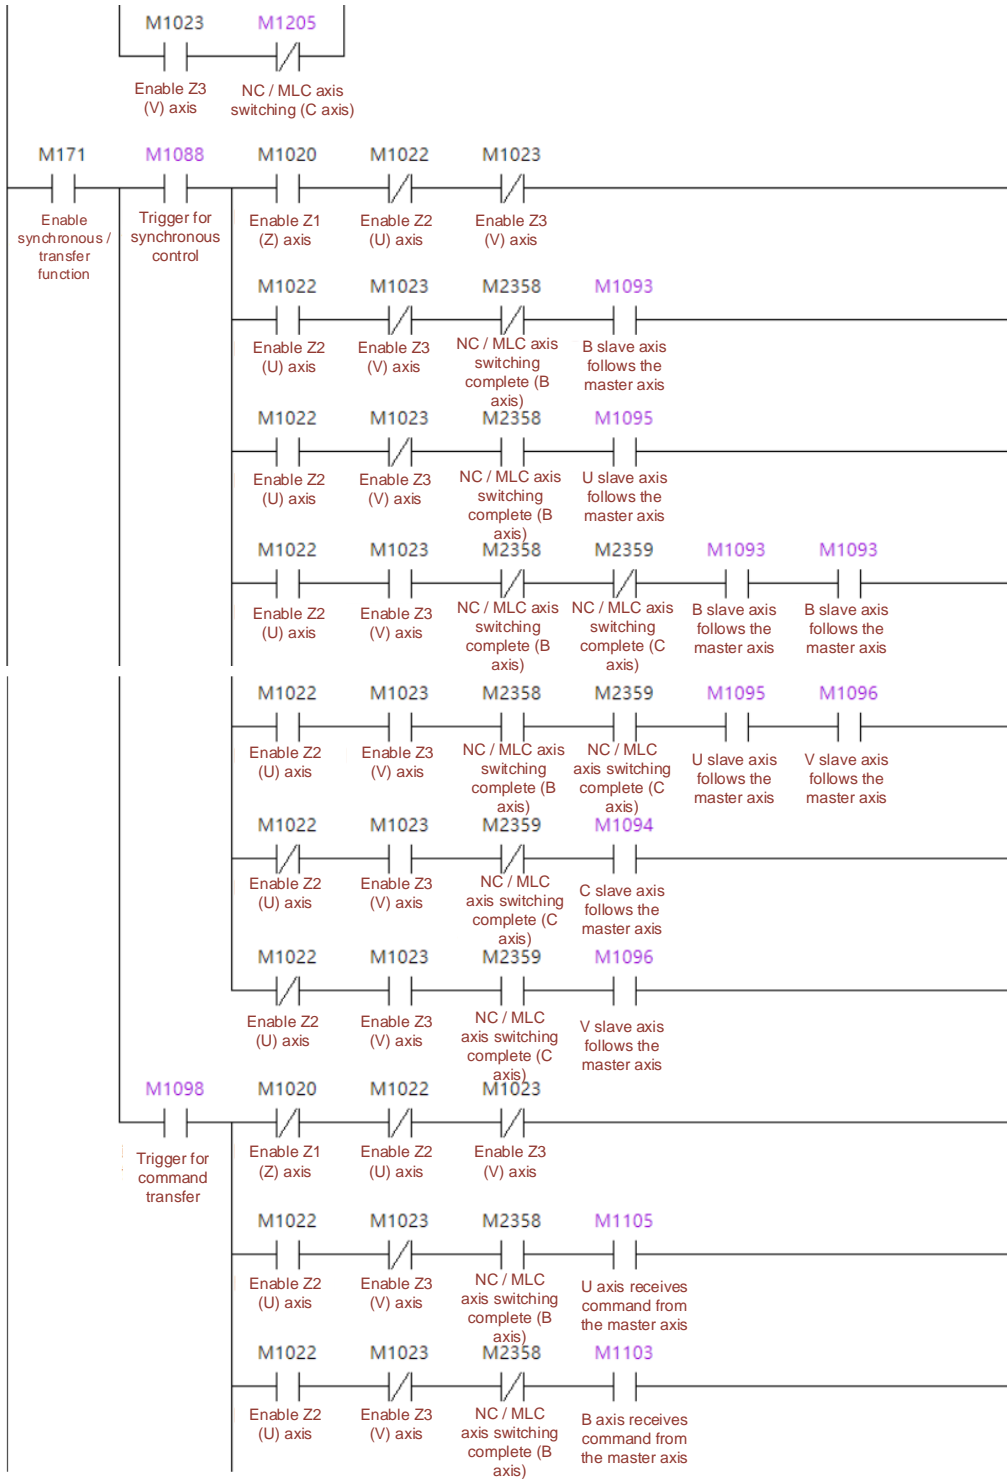 M1023 M1205
Enable Z3 NC / MLC axis
(V) axis switching (C axis)
M171 M1088 M1020 M1022 M1023
Enable Trigger for Enable Z1 Enable Z2 Enable Z3
synchronous / synchronous (Z) axis (U) axis (V) axis
transfer control
function
M1022 M1023 M2358 M1093
Enable Z2 Enable Z3 NC / MLC axis B slave axis
(U) axis (V) axis switching follows the
complete (B master axis
axis)
M1022 M1023 M2358 M1095
Enable Z2 Enable Z3 NC / MLC axis U slave axis
(U) axis (V) axis switching follows the
complete (B master axis
axis)
M1022 M1023 M2358 M2359 M1093 M1093
Enable Z2 Enable Z3 NC / MLC axis NC / MLC axis B slave axis B slave axis
(U) axis (V) axis switching switching follows the follows the
complete (B complete (C master axis master axis
axis) axis)
M1022 M1023 M2358 M2359 M1095 M1096
Enable Z2 Enable Z3 NC / MLC axis NC / MLC U slave axis V slave axis
(U) axis (V) axis switching axis switching follows the follows the
complete (B complete (C master axis master axis
axis) axis)
M1022 M1023 M2359 M1094
Enable Z2 Enable Z3 NC / MLC C slave axis
(U) axis (V) axis axis switching follows the
complete (C master axis
axis)
M1022 M1023 M2359 M1096
Enable Z2 Enable Z3 NC / MLC V slave axis
(U) axis (V) axis axis switching follows the
complete (C master axis
axis)
M1098 M1020 M1022 M1023
Trigger for Enable Z1 Enable Z2 Enable Z3
command (Z) axis (U) axis (V) axis
transfer
M1022 M1023 M2358 M1105
Enable Z2 Enable Z3 NC / MLC U axis receives
(U) axis (V) axis axis switching command from
complete (B the master axis
axis)
M1022 M1023 M2358 M1103
Enable Z2 Enable Z3 NC / MLC B axis receives
(U) axis (V) axis axis switching command from
complete (B the master axis
axis)